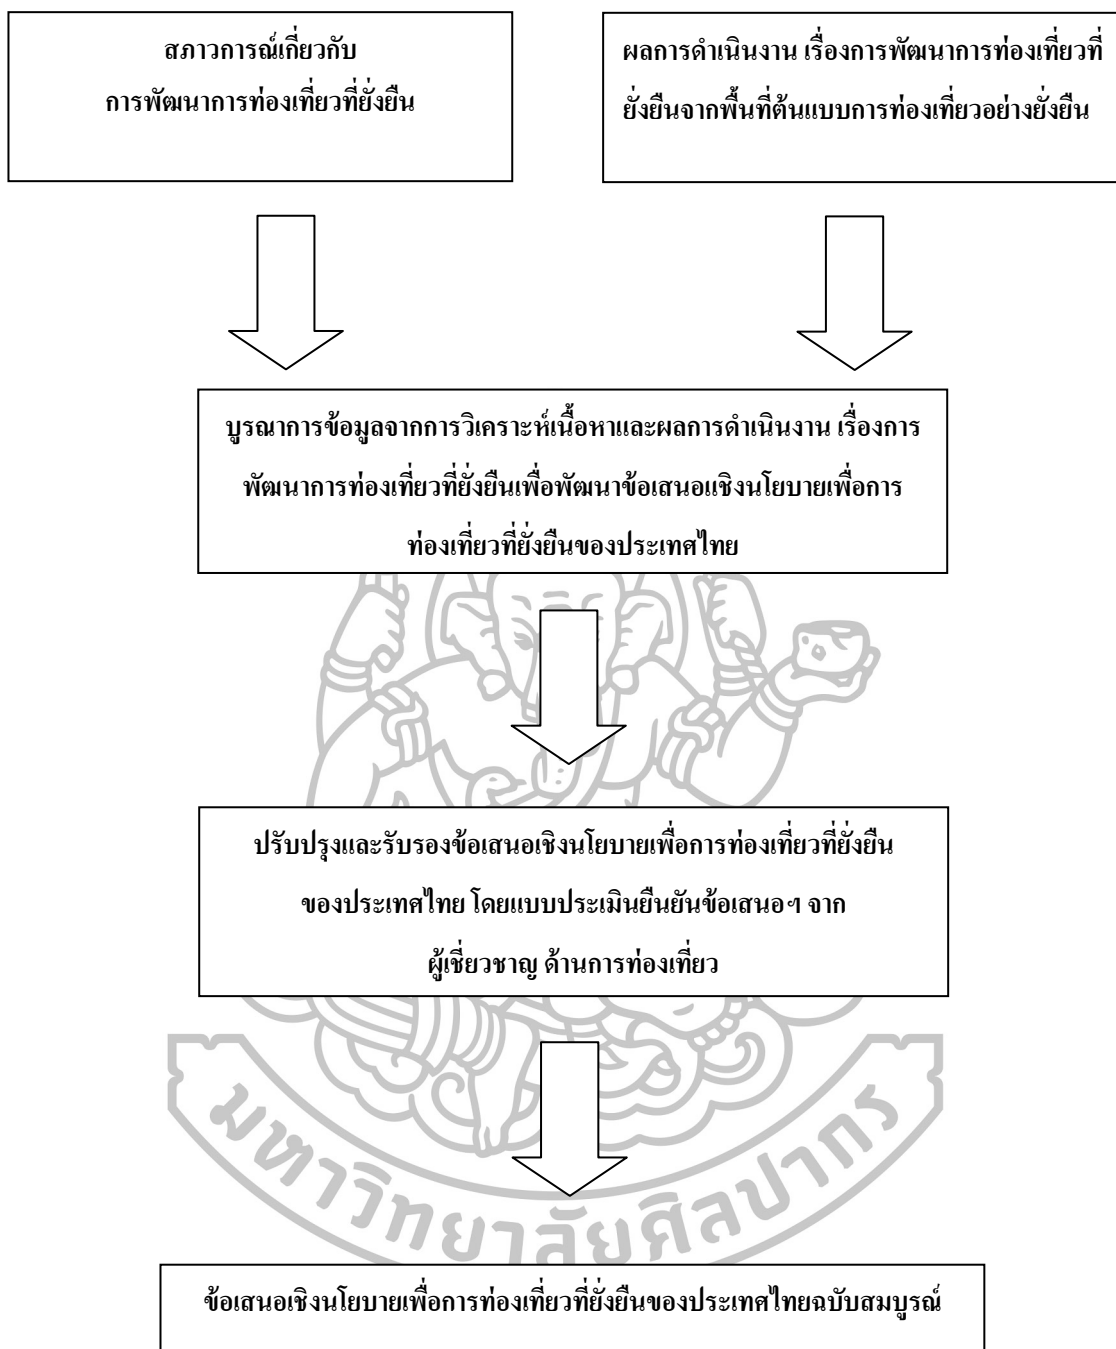 สภาวการณ์เกี่ยวกับ
การพัฒนาการท่องเที่ยวที่ยั่งยืน
ผลการดำเนินงาน เรื่องการพัฒนาการท่องเที่ยวที่
ยั่งยืนจากพื้นที่ต้นแบบการท่องเที่ยวอย่างยั่งยืน
บูรณาการข้อมูลจากการวิเคราะห์เนื้อหาและผลการดำเนินงาน เรื่องการ
พัฒนาการท่องเที่ยวที่ยั่งยืนเพื่อพัฒนาข้อเสนอแชิงนโยบายเพื่อการ
ท่องเที่ยวที่ยั่งยืนของประเทศไทย
ปรับปรุงและรับรองข้อเสนอเชิงนโยบายเพื่อการท่องเที่ยวที่ยั่งยืน
ของประเทศไทย โดยแบบประเมินยืนยันข้อเสนอฯ จาก
ผู้เชี่ยวชาญ ด้านการท่องเที่ยว
มหาวิทยาลัยศิลปากร
ข้อเสนอเชิงนโยบายเพื่อการท่องเที่ยวที่ยั่งยืนของประเทศไทยฉบับสมบูรณ์